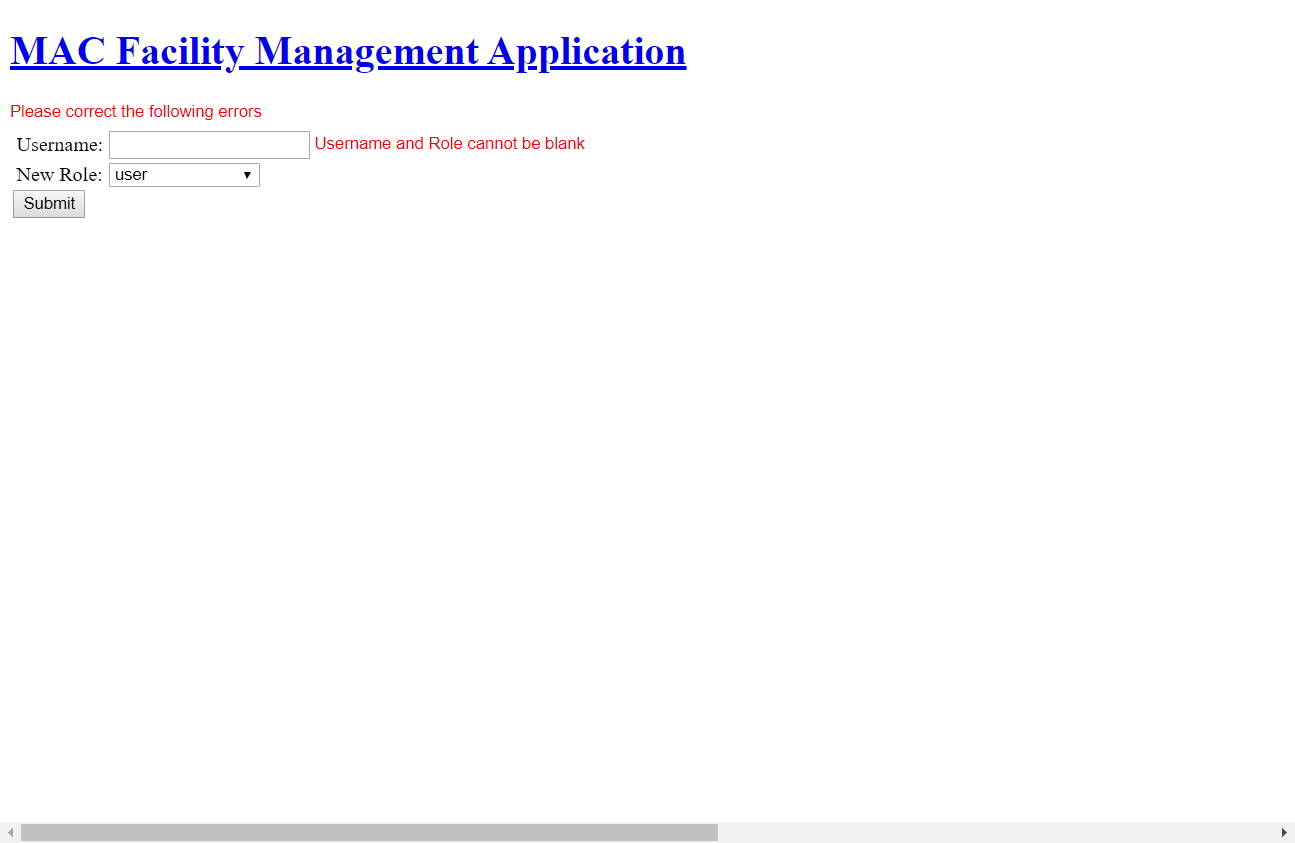 MAC Facility Management Application
Please correct the following errors
Username: Username and Role cannot be blank
New Role: user
Submit